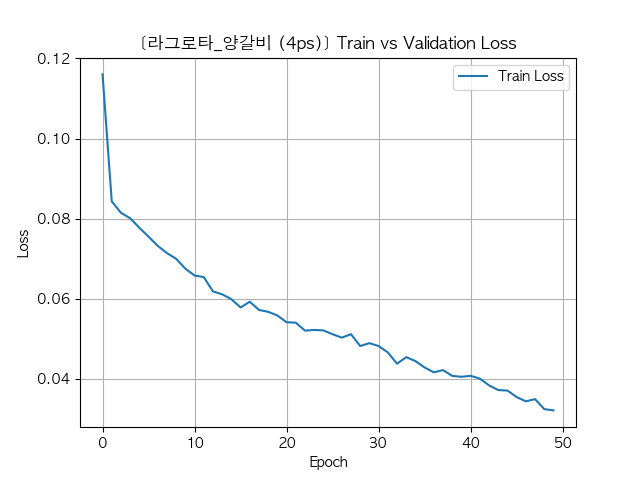 [라그로타_양갈비 (4ps)] Train vs Validation Loss
Train Loss
0.12
0.10
0.08
0.06
0.04
Loss
0 10 20 30 40 50
Epoch